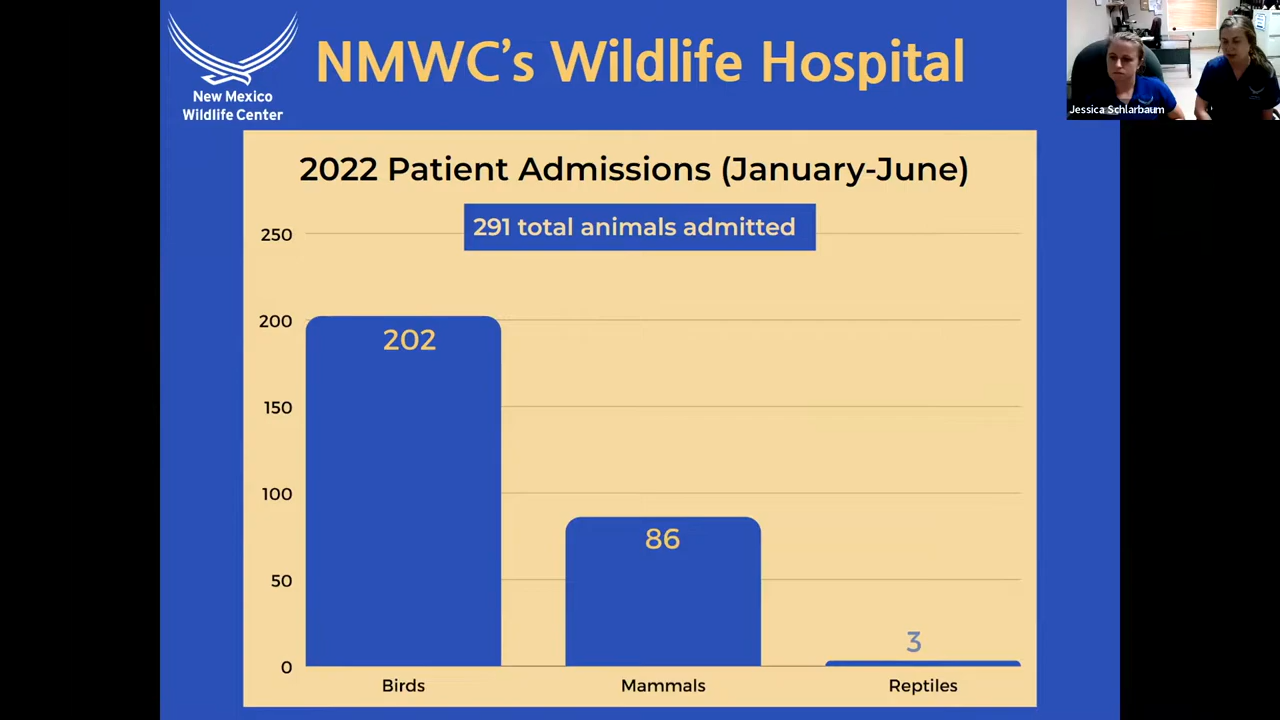 NMWC's Wildlife Hospital
New Mexico
Wildlife Center
Jessica Schlarbaum
2022 Patient Admissions (January-June)
291 total animals admitted
250
200
150
100
50
0
202
86
3
Birds
Mammals
Reptiles